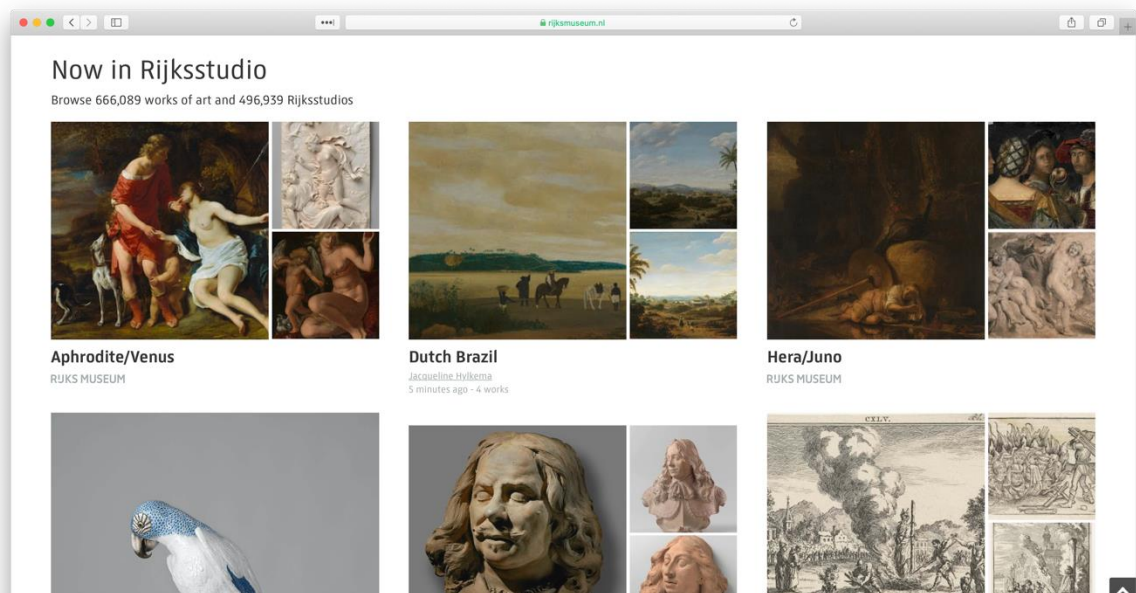 rijksmuseum.nl
Now in Rijksstudio
Browse 666,089 works of art and 496,939 Rijksstudios
Aphrodite/Venus
RIJKS MUSEUM
Dutch Brazil
Jacqueline Hylkema
5 minutes ago - 4 works
Hera/Juno
RIJKS MUSEUM
CXLV.